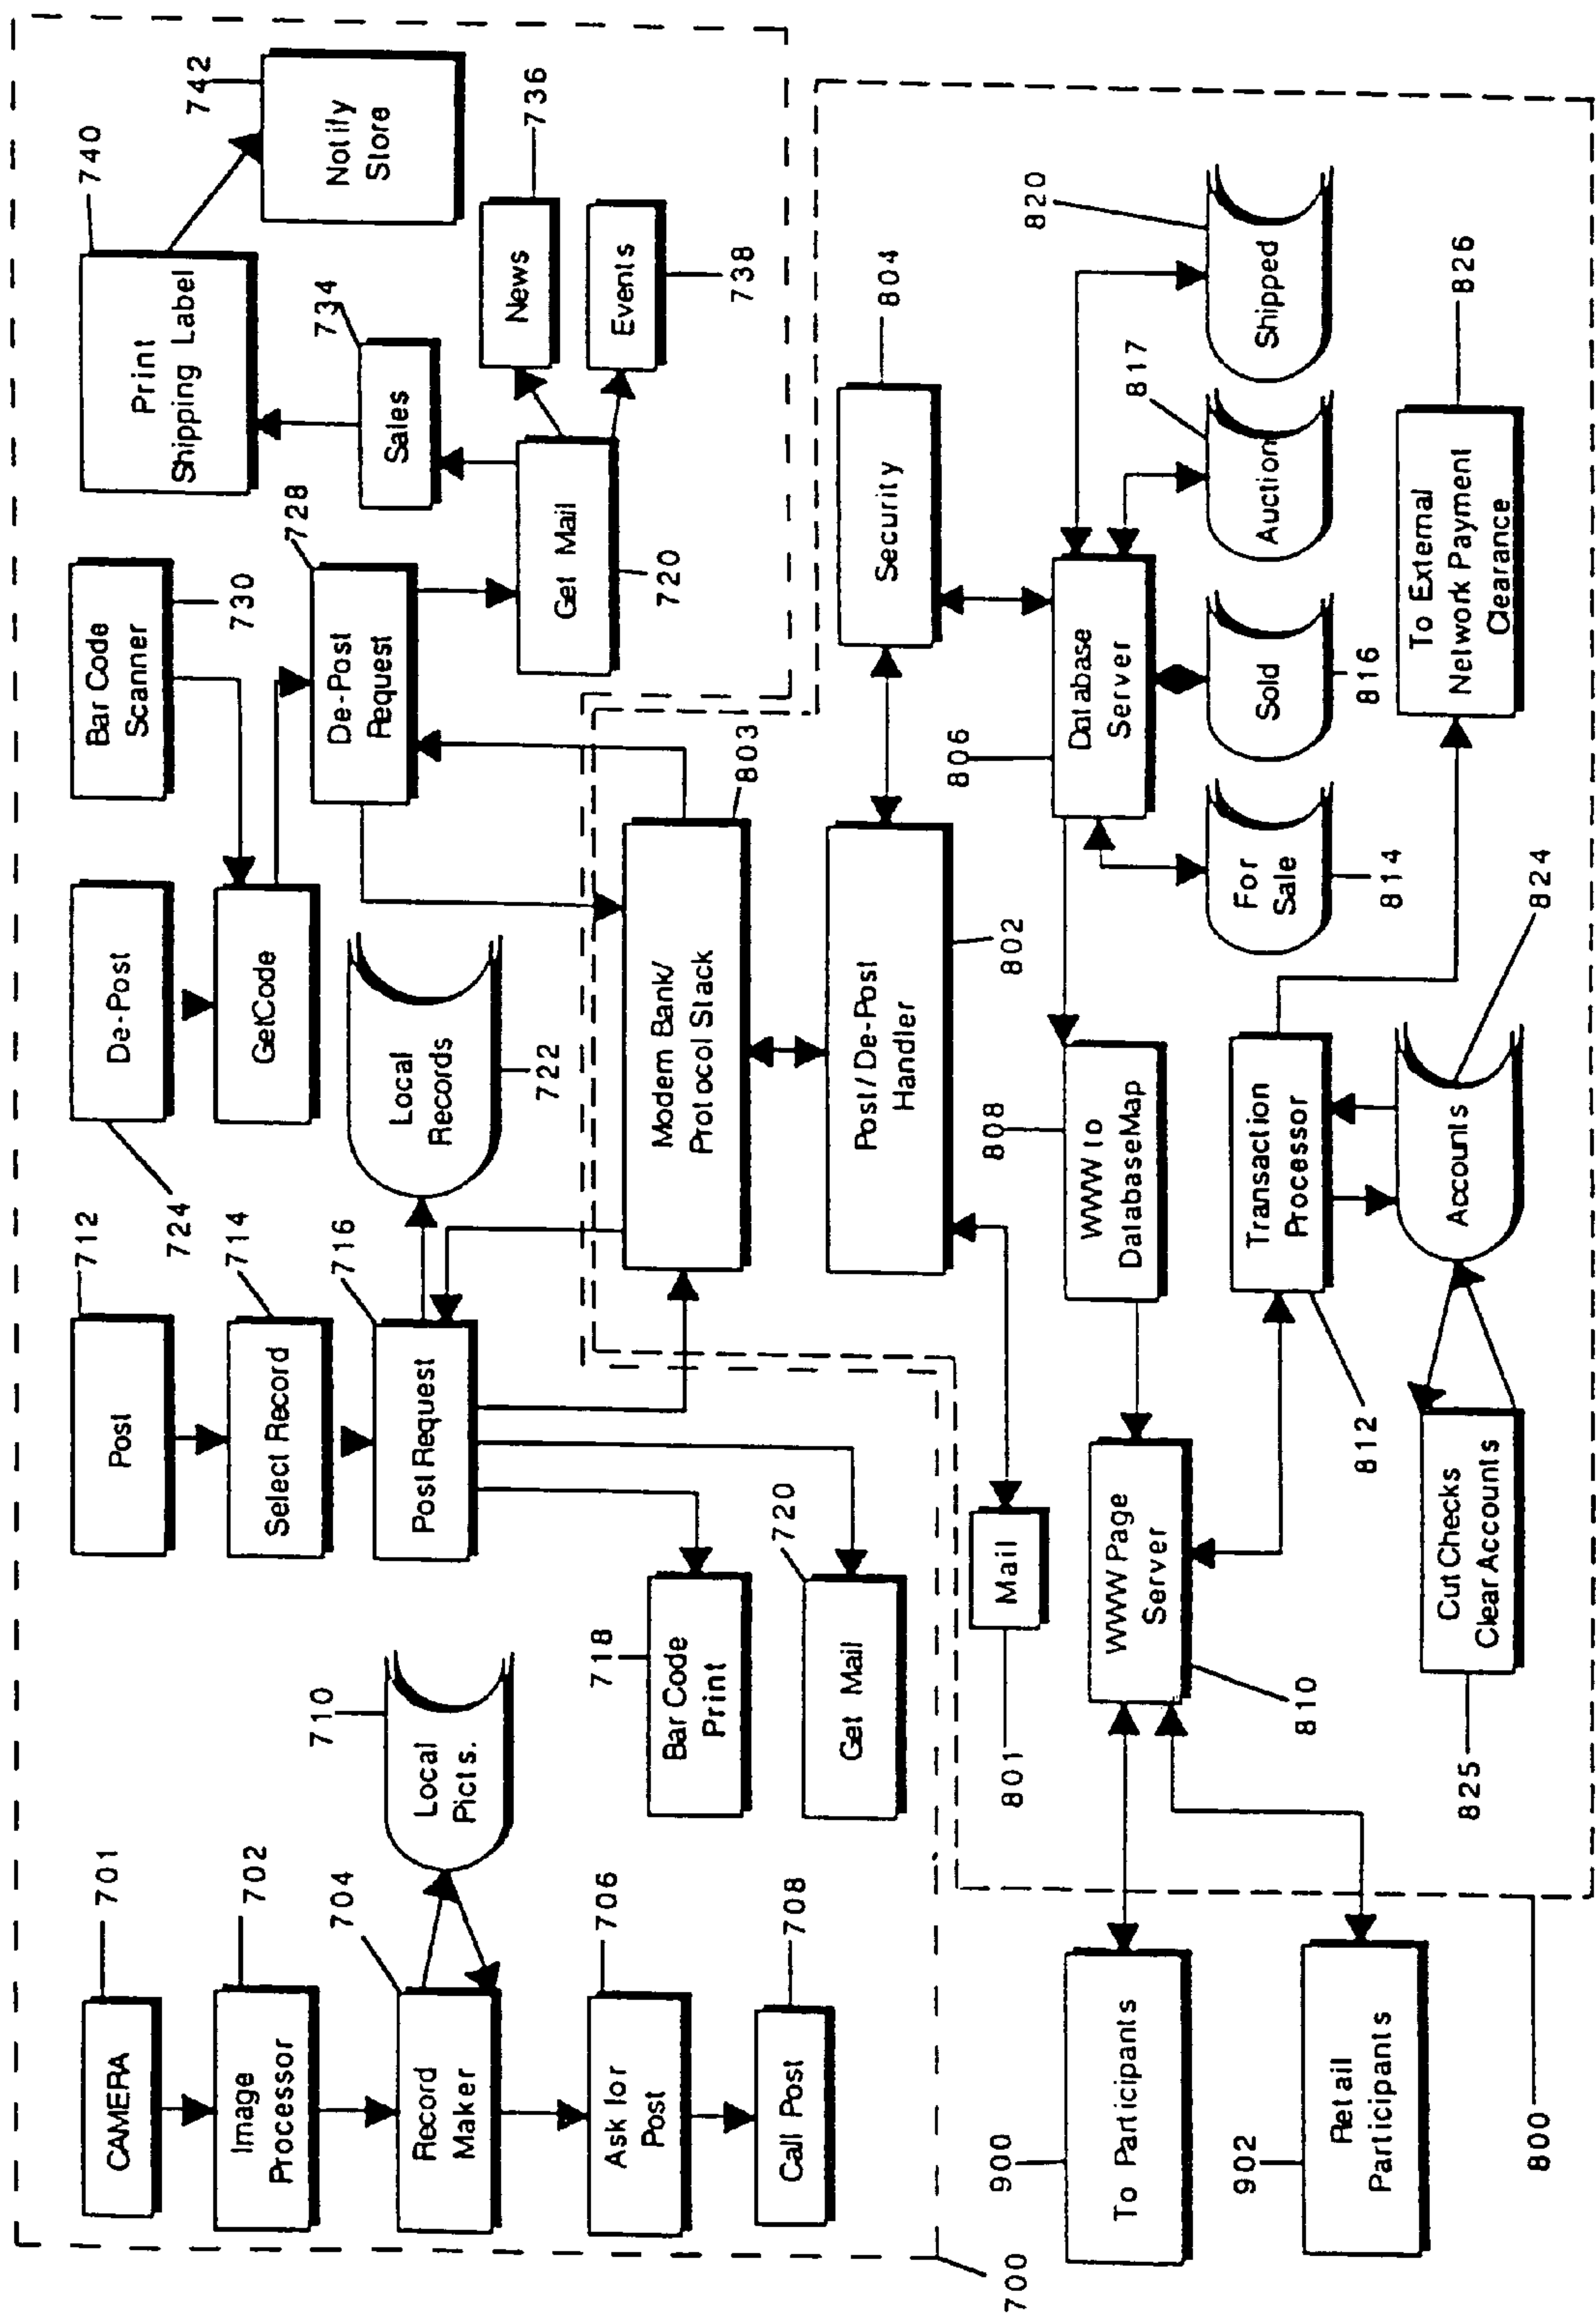 CAMERA
701
Image
Processor
702
Record
Maker
704
Local
Picts.
710
Ask for
Post
706
Call Post
708
Post
712
Select Record
714
Post Request
716
Bar Code
Print
718
Get Mail
720
Local
Records
722
De-Post
724
GetCode
Bar Code
Scanner
730
De-Post
Request
728
Get Mail
720
Sales
734
News
736
Events
738
Print
Shipping Label
740
Notify
Store
742
700
Modem Bank/
Protocol Stack
803
Post/De-Post
Handler
802
Security
804
Mail
801
Database
Server
806
WWW to
DatabaseMap
808
WWW Page
Server
810
Transaction
Processor
812
For
Sale
814
Sold
816
Auction
817
Shipped
820
Accounts
824
Cut Checks
Clear Accounts
825
To External
Network Payment
Clearance
826
To Participants
900
Retail
Participants
902
800